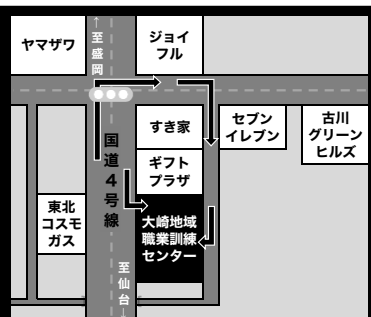 ヤマザワ
↑至盛岡
ジョイ
フル
国道4号線
すき家
セブン
イレブン
古川
グリーン
ヒルズ
ギフト
プラザ
東北
コスモ
ガス
大崎地域
職業訓練
センター
至仙台↓